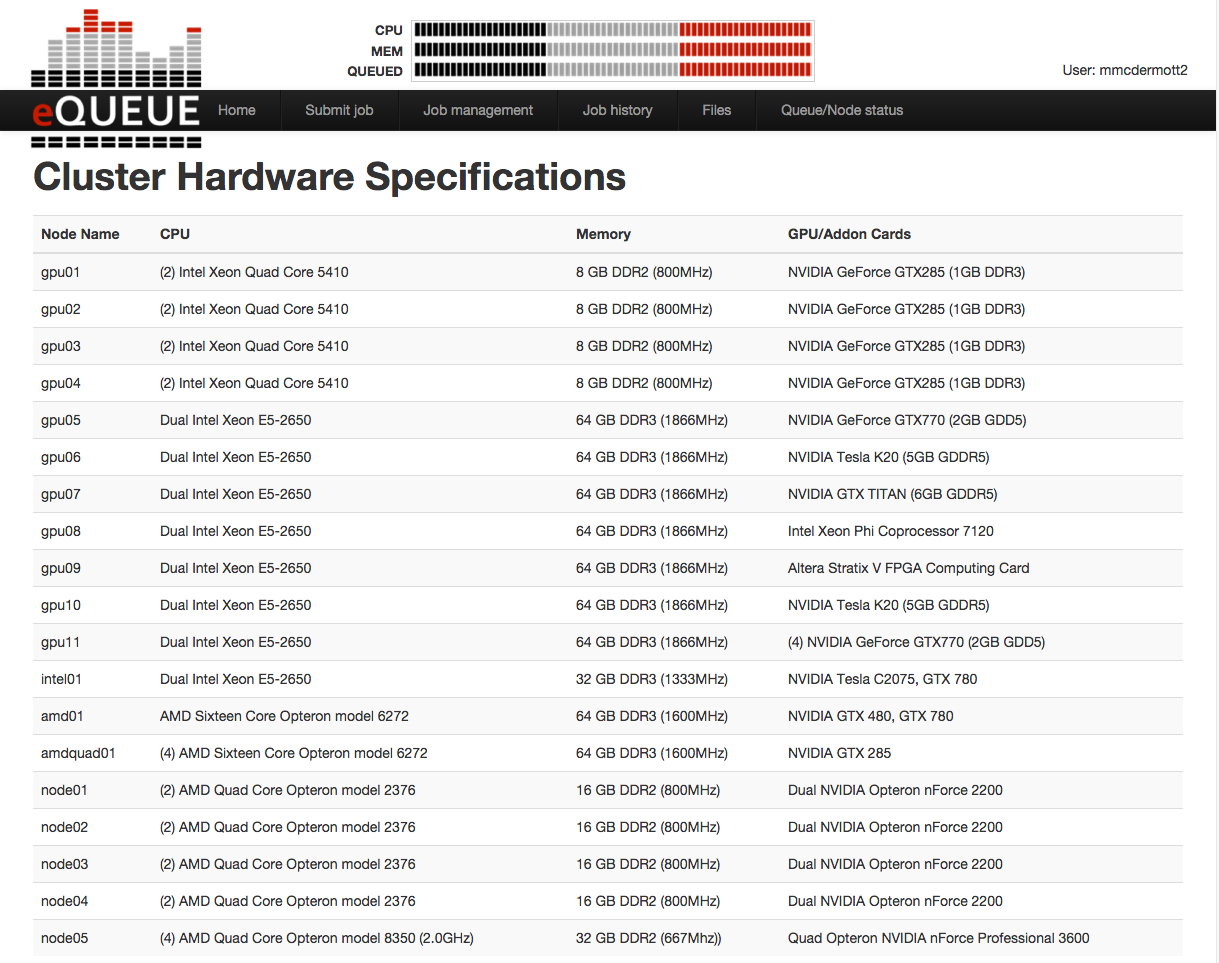 CPU
MEM
QUEUED
User: mmcdermott2
eQUEUE Home Submit job Job management Job history Files Queue/Node status
Cluster Hardware Specifications
Node Name CPU Memory GPU/Addon Cards
gpu01 (2) Intel Xeon Quad Core 5410 8 GB DDR2 (800MHz) NVIDIA GeForce GTX285 (1GB DDR3)
gpu02 (2) Intel Xeon Quad Core 5410 8 GB DDR2 (800MHz) NVIDIA GeForce GTX285 (1GB DDR3)
gpu03 (2) Intel Xeon Quad Core 5410 8 GB DDR2 (800MHz) NVIDIA GeForce GTX285 (1GB DDR3)
gpu04 (2) Intel Xeon Quad Core 5410 8 GB DDR2 (800MHz) NVIDIA GeForce GTX285 (1GB DDR3)
gpu05 Dual Intel Xeon E5-2650 64 GB DDR3 (1866MHz) NVIDIA GeForce GTX770 (2GB GDD5)
gpu06 Dual Intel Xeon E5-2650 64 GB DDR3 (1866MHz) NVIDIA Tesla K20 (5GB GDDR5)
gpu07 Dual Intel Xeon E5-2650 64 GB DDR3 (1866MHz) NVIDIA GTX TITAN (6GB GDDR5)
gpu08 Dual Intel Xeon E5-2650 64 GB DDR3 (1866MHz) Intel Xeon Phi Coprocessor 7120
gpu09 Dual Intel Xeon E5-2650 64 GB DDR3 (1866MHz) Altera Stratix V FPGA Computing Card
gpu10 Dual Intel Xeon E5-2650 64 GB DDR3 (1866MHz) NVIDIA Tesla K20 (5GB GDDR5)
gpu11 Dual Intel Xeon E5-2650 64 GB DDR3 (1866MHz) (4) NVIDIA GeForce GTX770 (2GB GDD5)
intel01 Dual Intel Xeon E5-2650 32 GB DDR3 (1333MHz) NVIDIA Tesla C2075, GTX 780
amd01 AMD Sixteen Core Opteron model 6272 64 GB DDR3 (1600MHz) NVIDIA GTX 480, GTX 780
amdquad01 (4) AMD Sixteen Core Opteron model 6272 64 GB DDR3 (1600MHz) NVIDIA GTX 285
node01 (2) AMD Quad Core Opteron model 2376 16 GB DDR2 (800MHz) Dual NVIDIA Opteron nForce 2200
node02 (2) AMD Quad Core Opteron model 2376 16 GB DDR2 (800MHz) Dual NVIDIA Opteron nForce 2200
node03 (2) AMD Quad Core Opteron model 2376 16 GB DDR2 (800MHz) Dual NVIDIA Opteron nForce 2200
node04 (2) AMD Quad Core Opteron model 2376 16 GB DDR2 (800MHz) Dual NVIDIA Opteron nForce 2200
node05 (4) AMD Quad Core Opteron model 8350 (2.0GHz) 32 GB DDR2 (667Mhz)) Quad Opteron NVIDIA nForce Professional 3600